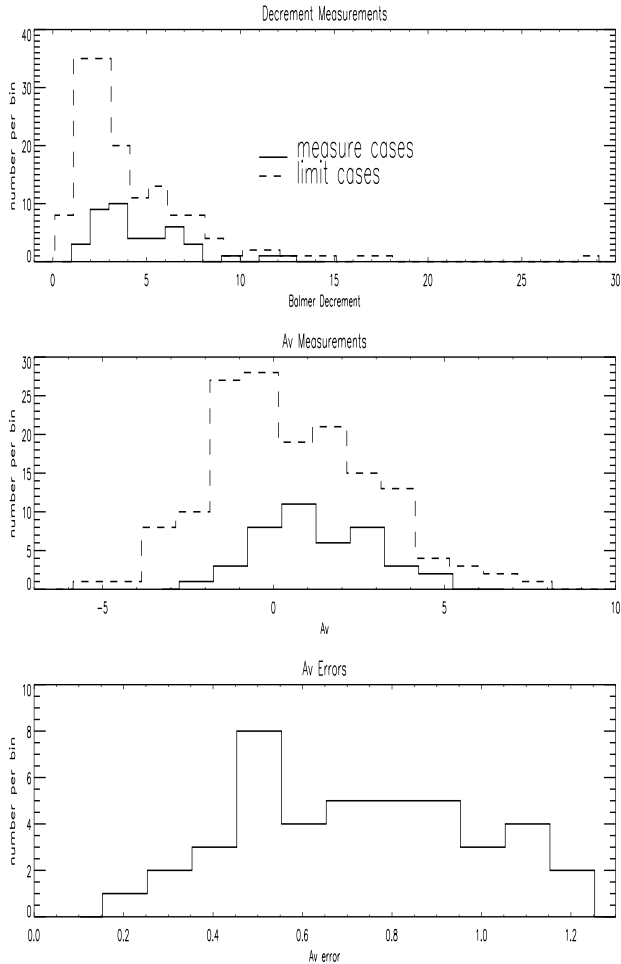 Decrement Measurements
40
30
20
10
0
number per bin
measure cases
limit cases
0 5 10 15 20 25 30
Balmer Decrement
Av Measurements
30
25
20
15
10
5
0
number per bin
-5 0 5 10
Av
Av Errors
10
8
6
4
2
0
number per bin
0.0 0.2 0.4 0.6 0.8 1.0 1.2
Av error